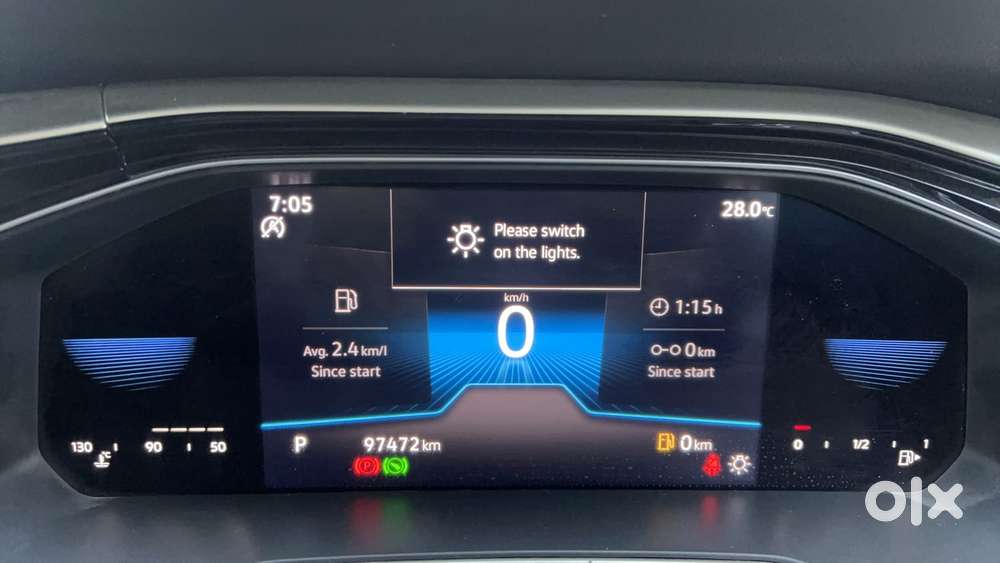 7:05
Please switch
on the lights.
28.0°C
km/h
0
1:15 h
Avg. 2.4 km/l
Since start
0 km
Since start
130 90 50
°C
P
97472 km
0 km
0 1/2 1
P
olx